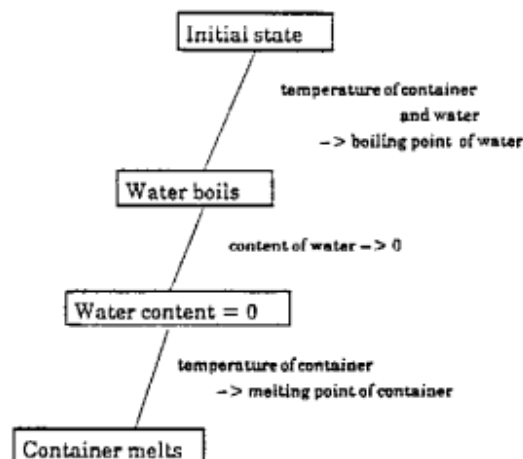 Initial state
temperature of container
and water
-> boiling point of water
Water boils
content of water -> 0
Water content = 0
temperature of container
-> melting point of container
Container melts